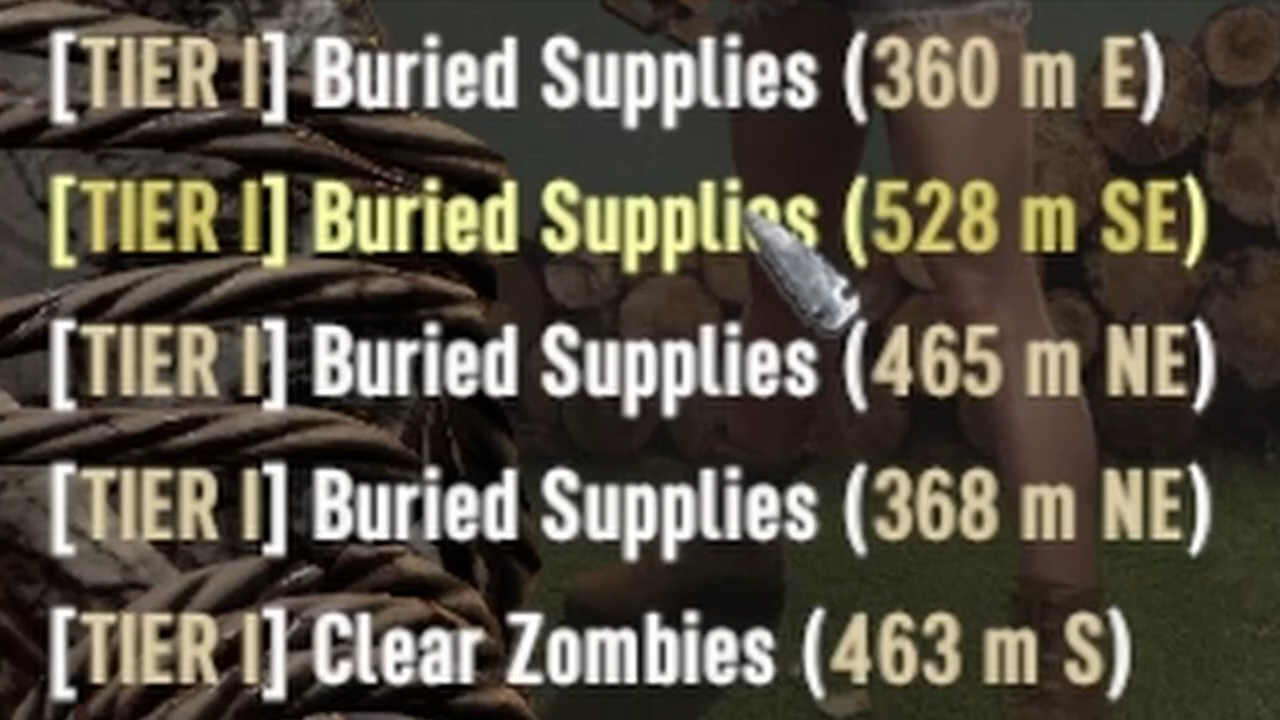 [TIER I] Buried Supplies (360 m E)
[TIER I] Buried Supplies (528 m SE)
[TIER I] Buried Supplies (465 m NE)
[TIER I] Buried Supplies (368 m NE)
[TIER I] Clear Zombies (463 m S)